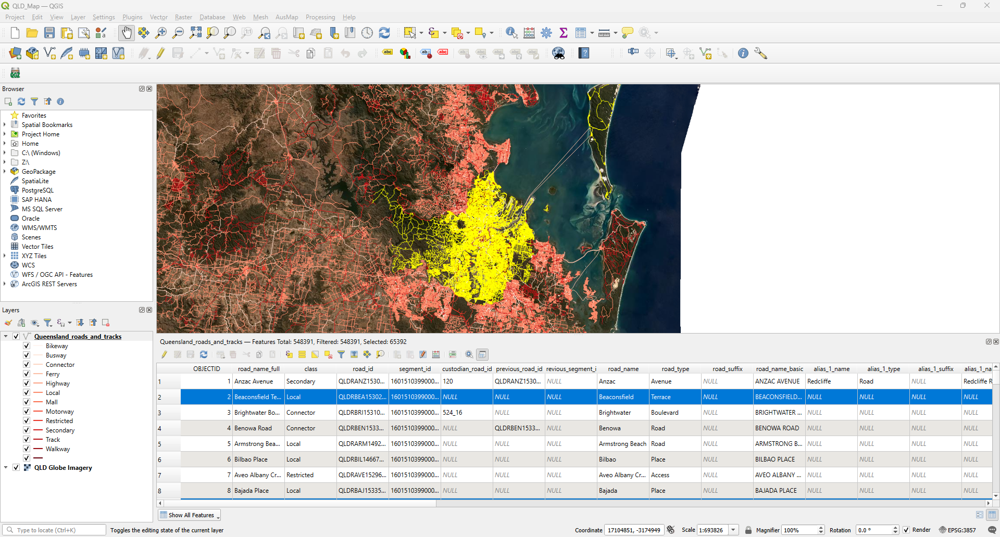 QLD_Map — QGIS
Project Edit View Layer Settings Plugins Vector Raster Database Web Mesh AusMap Processing Help
Browser
Favorites
Spatial Bookmarks
Project Home
Home
C:\ (Windows)
Z:\
GeoPackage
SpatiaLite
PostgreSQL
SAP HANA
MS SQL Server
Oracle
WMS/WMTS
Scenes
Vector Tiles
XYZ Tiles
WCS
WFS / OGC API - Features
ArcGIS REST Servers
Layers
Queensland_roads_and_tracks
Bikeway
Busway
Connector
Ferry
Highway
Local
Mall
Motorway
Restricted
Secondary
Track
Walkway
QLD Globe Imagery
Queensland_roads_and_tracks — Features Total: 548391, Filtered: 548391, Selected: 65392
OBJECTID road_name_full class road_id segment_id custodian_road_id previous_road_id revious_segment_i road_name road_type road_suffix road_name_basic alias_1_name alias_1_type alias_1_suffix alias_1_na
1 1 Anzac Avenue Secondary QLDRANZ1530... 1601510399000... 120 QLDRANZ1530... NULL Anzac Avenue NULL ANZAC AVENUE Redcliffe Road NULL Redcliffe R
2 2 Beaconsfield Te... Local QLDRBEA15302... 1601510399000... NULL NULL NULL Beaconsfield Terrace NULL BEACONSFIELD... NULL NULL NULL NULL
3 3 Brightwater Bo... Connector QLDRBRI15310... 1601510399000... 524_16 NULL NULL Brightwater Boulevard NULL BRIGHTWATER ... NULL NULL NULL NULL
4 4 Benowa Road Connector QLDRBEN1533... 1601510399000... NULL QLDRBEN1533... NULL Benowa Road NULL BENOWA ROAD NULL NULL NULL NULL
5 5 Armstrong Bea... Local QLDRARM1492... 1601510399000... NULL NULL NULL Armstrong Beach Road NULL ARMSTRONG B... NULL NULL NULL NULL
6 6 Bilbao Place Local QLDRBIL14667... 1601510399000... NULL NULL NULL Bilbao Place NULL BILBAO PLACE NULL NULL NULL NULL
7 7 Aveo Albany Cr... Restricted QLDRAVE15296... 1601510399000... NULL NULL NULL Aveo Albany Cr... Access NULL AVEO ALBANY ... NULL NULL NULL NULL
8 8 Bajada Place Local QLDRBAJ15335... 1601510399000... NULL NULL NULL Bajada Place NULL BAJADA PLACE NULL NULL NULL NULL
Show All Features
Type to locate (Ctrl+K) Toggles the editing state of the current layer Coordinate 17104851, -3174949 Scale 1:693826 Magnifier 100% Rotation 0.0 ° Render EPSG:3857